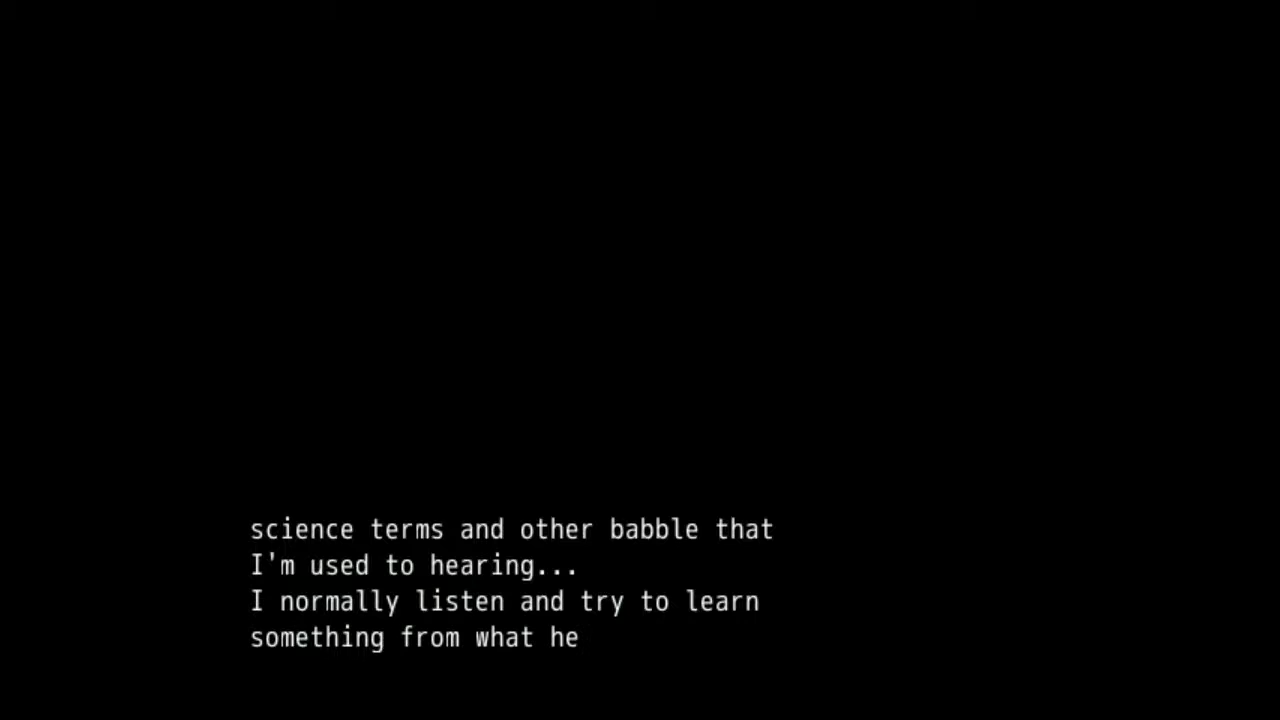 science terms and other babble that
I'm used to hearing...
I normally listen and try to learn
something from what he